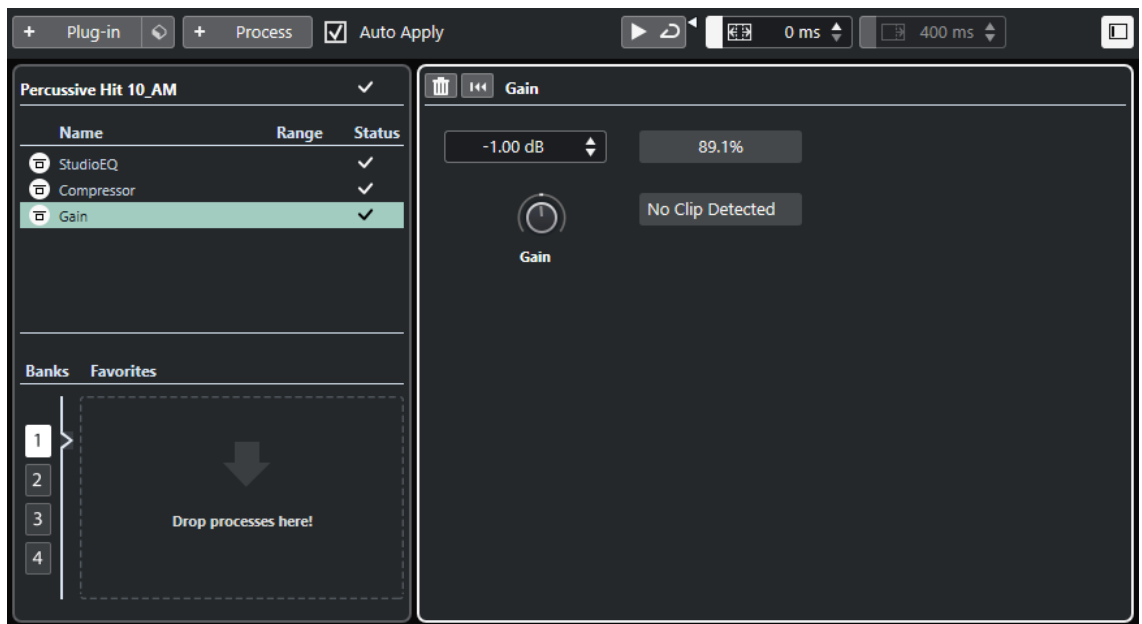 + Plug-in + Process Auto Apply 0 ms 400 ms
Percussive Hit 10_AM
Name Range Status
StudioEQ
Compressor
Gain
Banks Favorites
1
2
3
4
Drop processes here!
Gain
-1.00 dB 89.1%
No Clip Detected
Gain